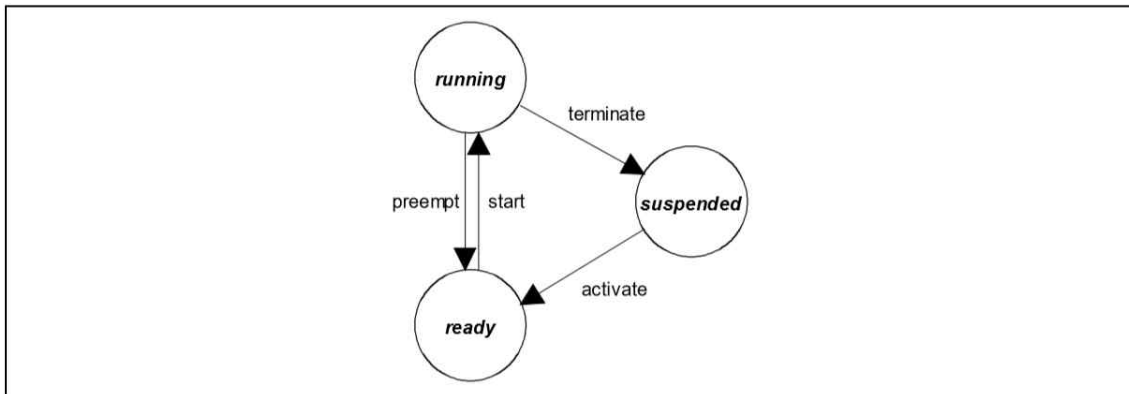 running
terminate
preempt
start
suspended
activate
ready